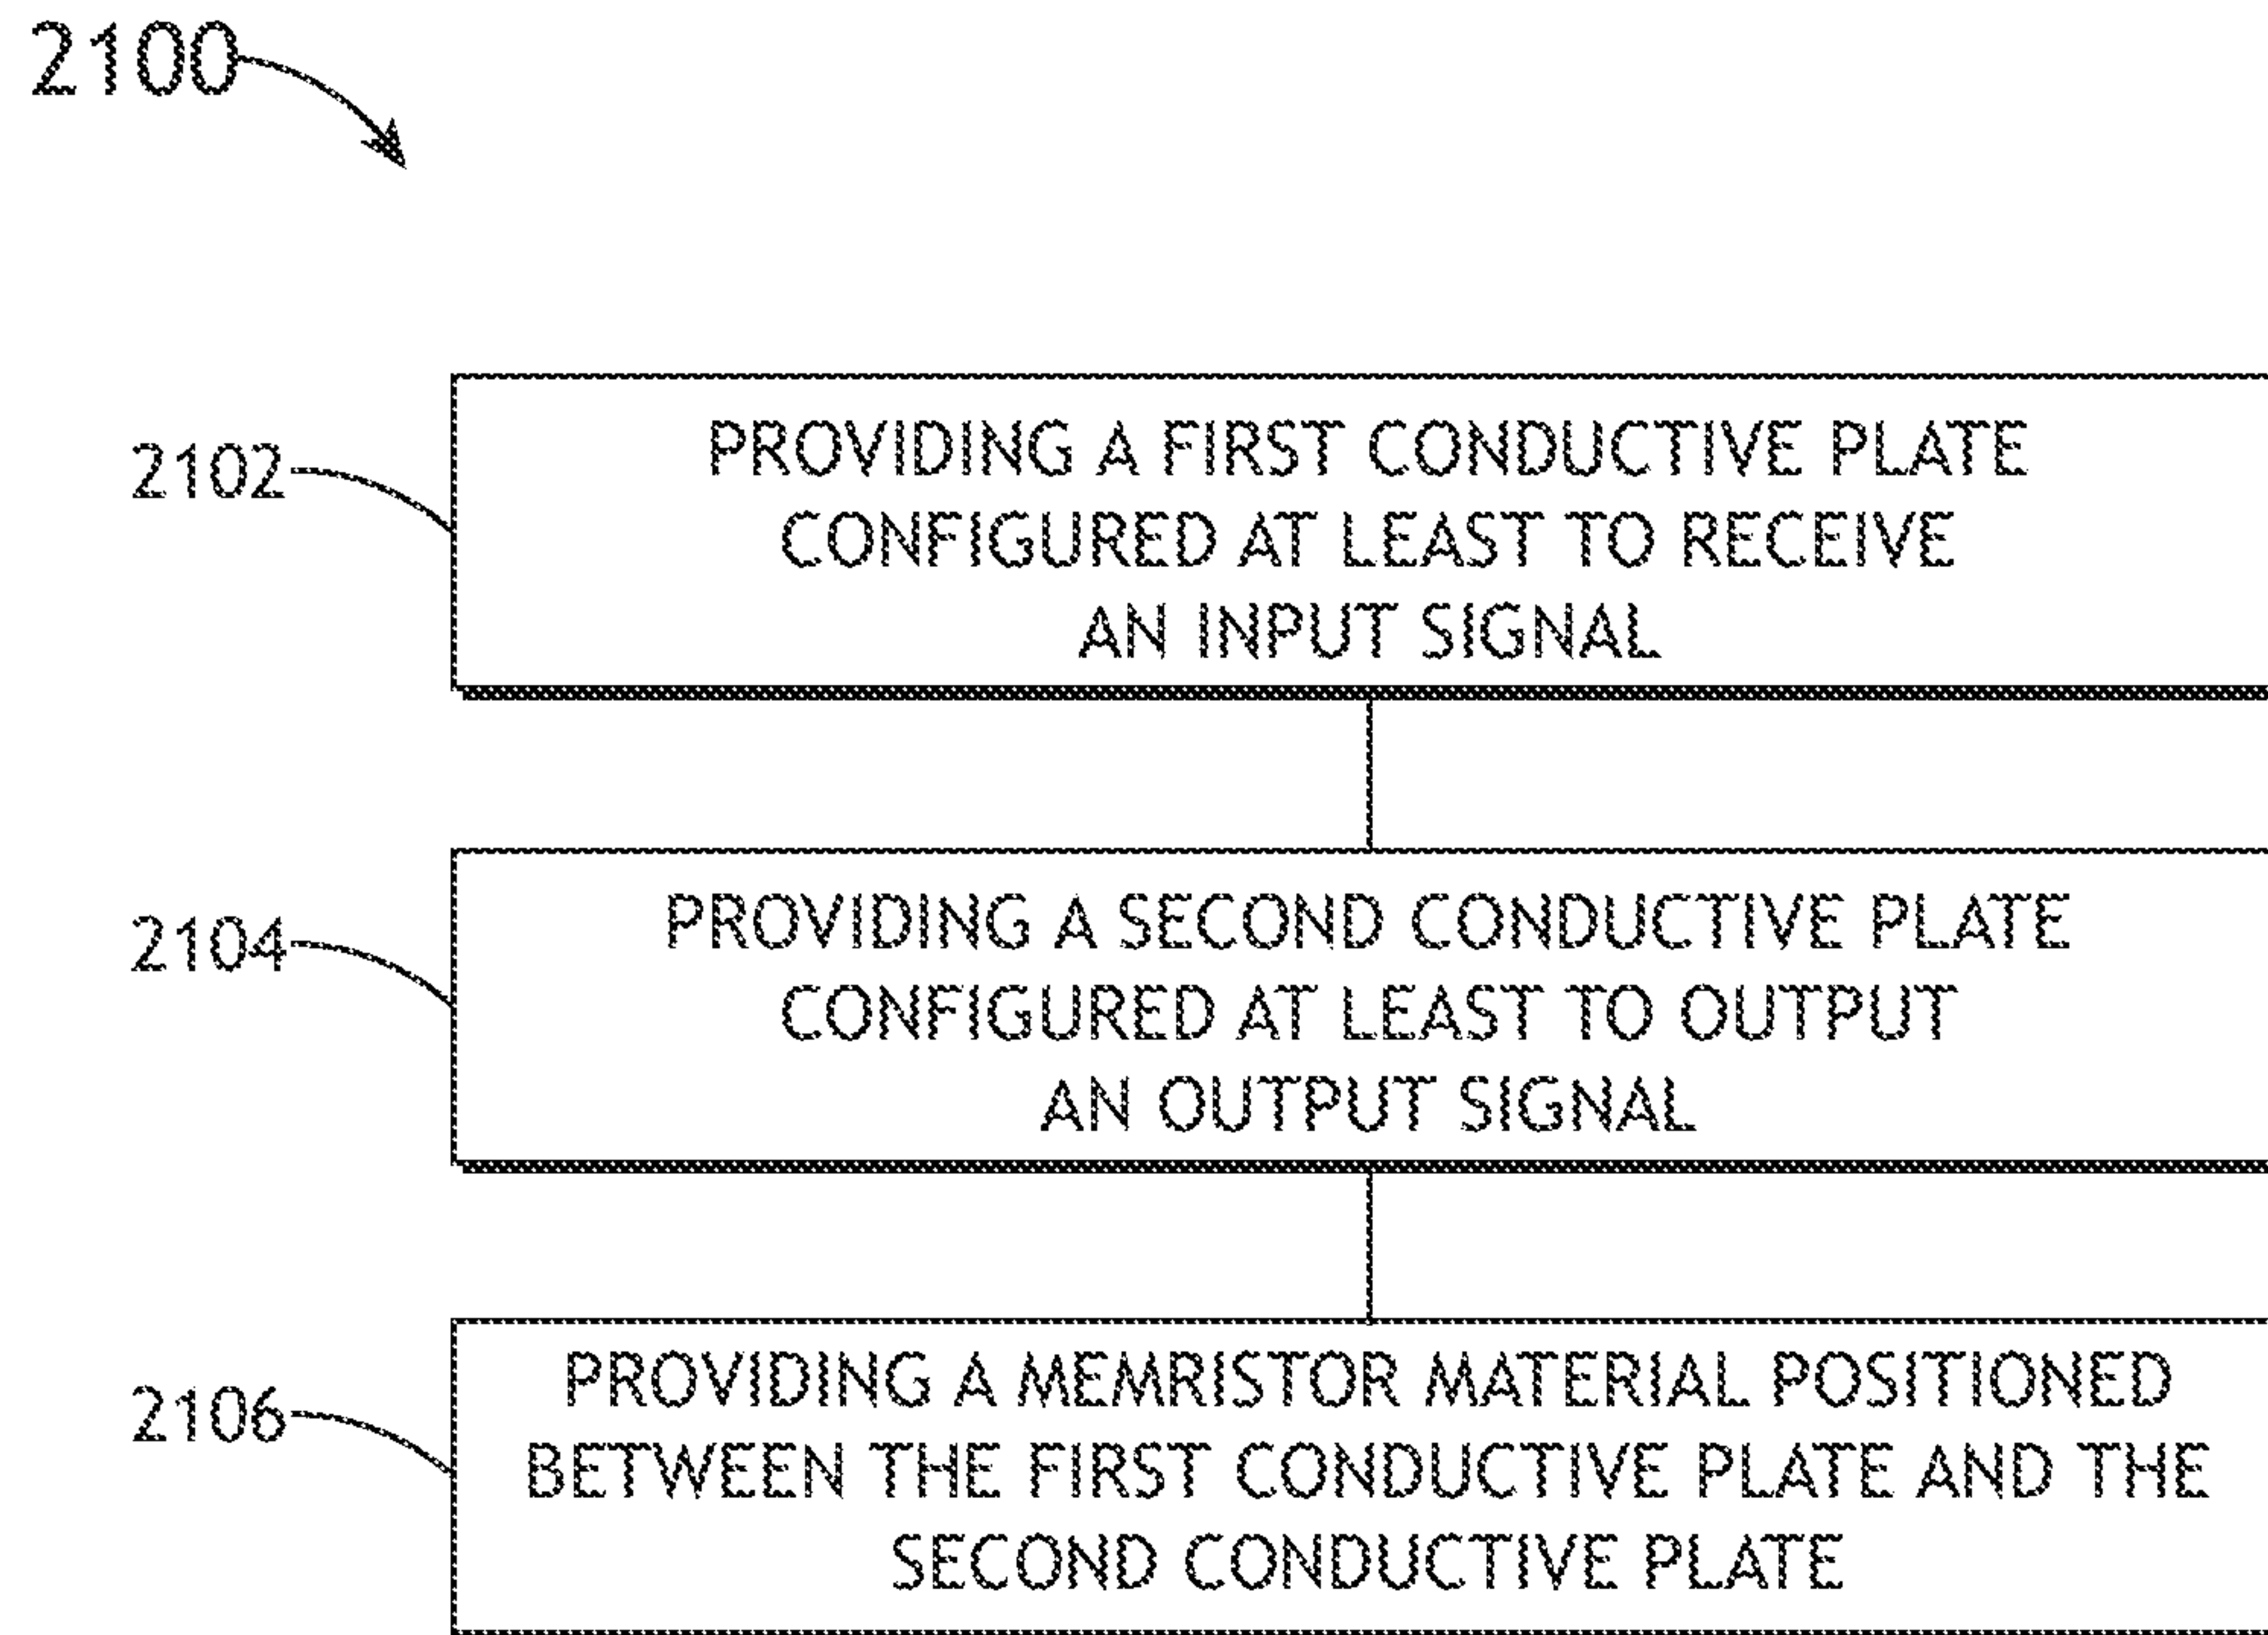 2100
2102
PROVIDING A FIRST CONDUCTIVE PLATE
CONFIGURED AT LEAST TO RECEIVE
AN INPUT SIGNAL
2104
PROVIDING A SECOND CONDUCTIVE PLATE
CONFIGURED AT LEAST TO OUTPUT
AN OUTPUT SIGNAL
2106
PROVIDING A MEMRISTOR MATERIAL POSITIONED
BETWEEN THE FIRST CONDUCTIVE PLATE AND THE
SECOND CONDUCTIVE PLATE